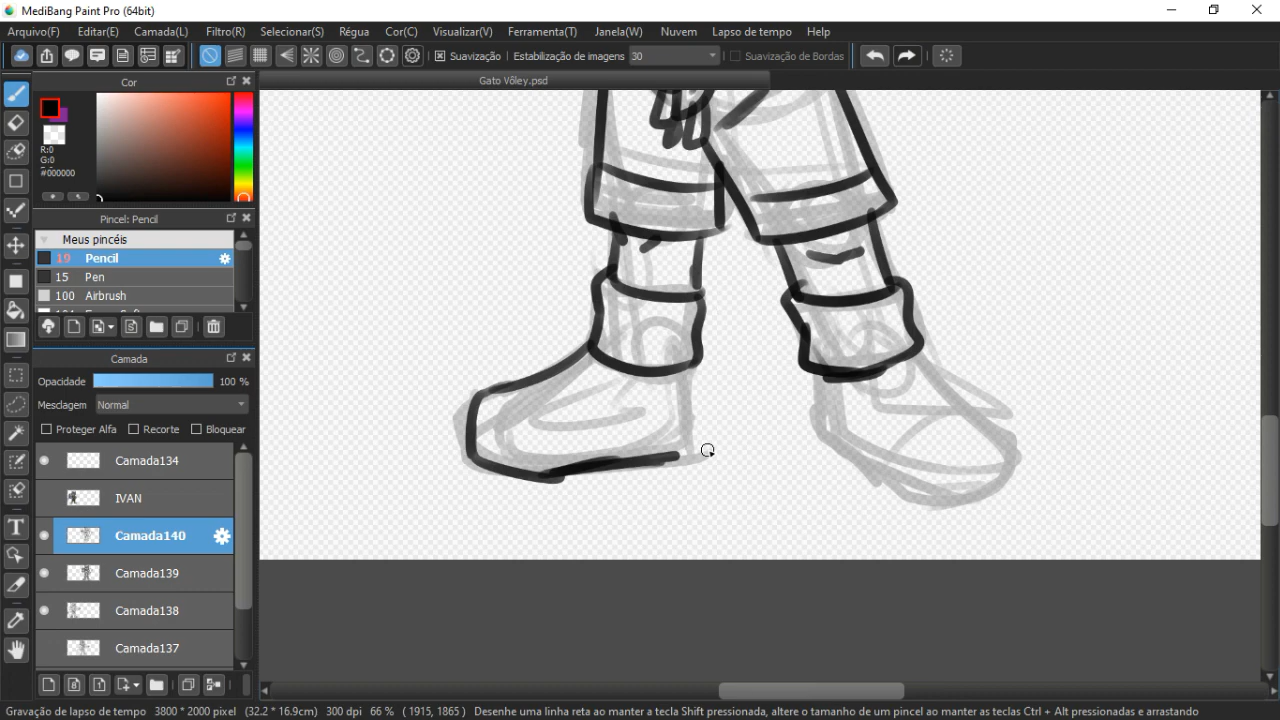 MediBang Paint Pro (64bit)
Arquivo(F) Editar(E) Camada(L) Filtro(R) Selecionar(S) Régua Cor(C) Visualizar(V) Ferramenta(T) Janela(W) Nuvem Lapso de tempo Help
Suavização Estabilização de imagens 30 Suavização de Bordas
Cor
Gato Vôley.psd
R:0
G:0
#000000
Pincel: Pencil
Meus pincéis
19 Pencil
15 Pen
100 Airbrush
Camada
Opacidade 100 %
Mesclagem Normal
Proteger Alfa Recorte Bloquear
Camada134
IVAN
Camada140
Camada139
Camada138
Camada137
Gravação de lapso de tempo 3800 * 2000 pixel (32.2 * 16.9cm) 300 dpi 66 % ( 1915, 1865 ) Desenhe uma linha reta ao manter a tecla Shift pressionada, altere o tamanho de um pincel ao manter as teclas Ctrl + Alt pressionadas e arrastando